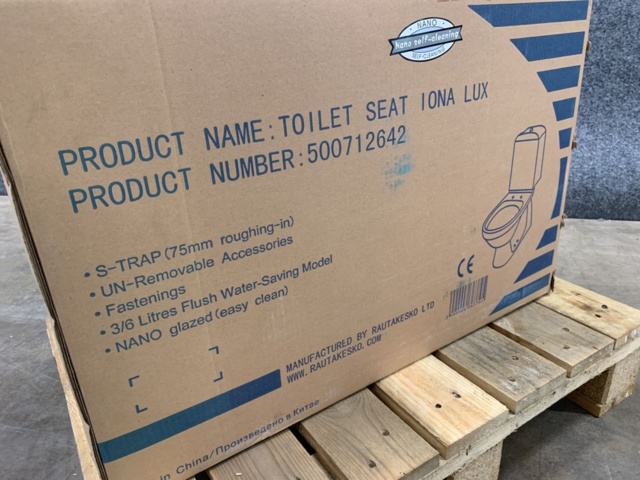 NANO
Nano self-cleaning
PRODUCT NAME:TOILET SEAT IONA LUX
PRODUCT NUMBER:500712642
• S-TRAP(75mm roughing-in)
• UN-Removable Accessories
• Fastenings
• 3/6 Litres Flush Water-Saving Model
• NANO glazed(easy clean)
CE
MANUFACTURED BY RAUTAKESKO LTD
WWW. RAUTAKESKO. COM
in China/Произведено в Китае